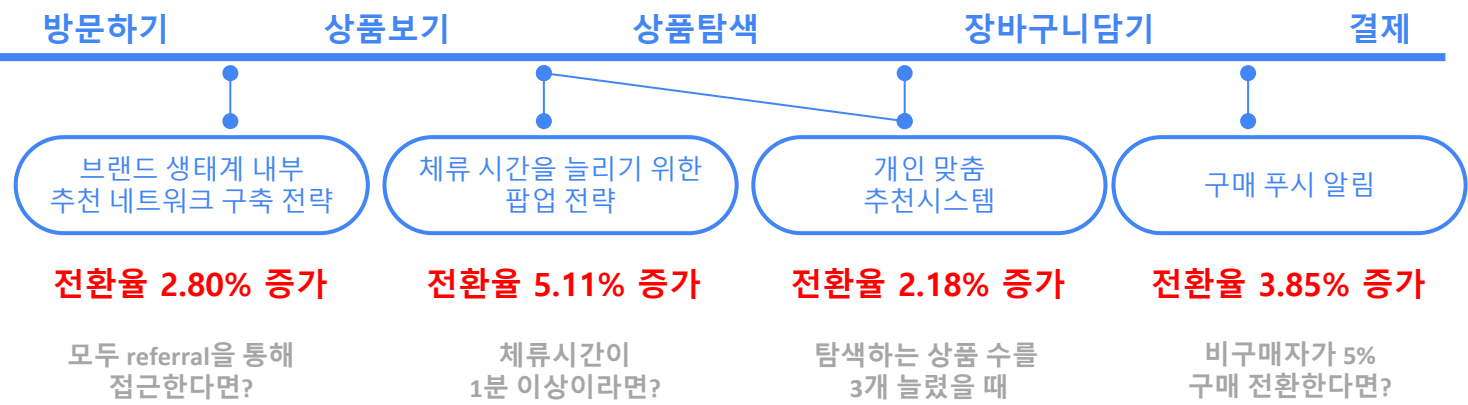 방문하기
상품보기
상품탐색
장바구니담기
결제
브랜드 생태계 내부
추천 네트워크 구축 전략
체류 시간을 늘리기 위한
팝업 전략
개인 맞춤
추천시스템
구매 푸시 알림
전환율 2.80% 증가
전환율 5.11% 증가
전환율 2.18% 증가
전환율 3.85% 증가
모두 referral을 통해
접근한다면?
체류시간이
1분 이상이라면?
탐색하는 상품 수를
3개 늘렸을 때
비구매자가 5%
구매 전환한다면?